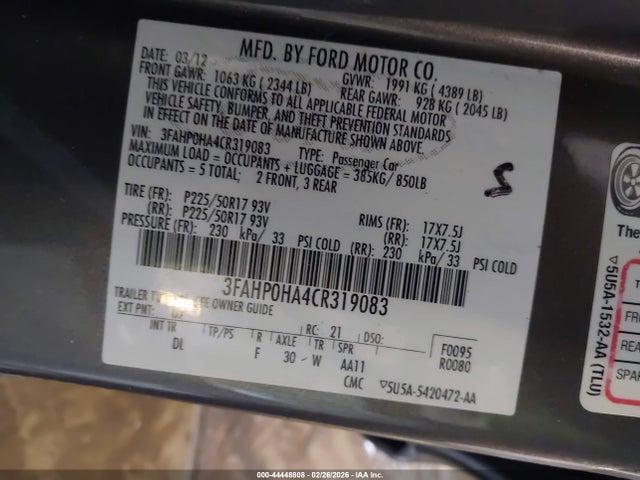 MFD. BY FORD MOTOR CO.
DATE: 03/12
GVWR: 1991 KG ( 4389 LB)
FRONT GAWR: 1063 KG ( 2344 LB)
REAR GAWR: 928 KG ( 2045 LB)
THIS VEHICLE CONFORMS TO ALL APPLICABLE FEDERAL MOTOR
VEHICLE SAFETY, BUMPER, AND THEFT PREVENTION STANDARDS
IN EFFECT ON THE DATE OF MANUFACTURE SHOWN ABOVE.
VIN: 3FAHP0HA4CR319083
TYPE: Passenger Car
MAXIMUM LOAD = OCCUPANTS + LUGGAGE = 385KG/ 850LB
OCCUPANTS = 5 TOTAL; 2 FRONT, 3 REAR
S
TIRE (FR): P225/50R17 93V RIMS (FR): 17X7.5J
(RR): P225/50R17 93V (RR): 17X7.5J
PRESSURE (FR): 230 kPa/ 33 PSI COLD (RR): 230 kPa/ 33 PSI COLD
3FAHP0HA4CR319083
TRAILER OWNER GUIDE
EXT PNT: RC: 21 DSO:
INT TR TP/PS R AXLE TR SPR F0095
DL F 30 W AA11 R0080
CMC ▽5U5A-5420472-AA
The
▽5U5A-1532-AA (TLU)
T
FRO
REA
SPAR
000-44448808 02/26/2026 IAA Inc.